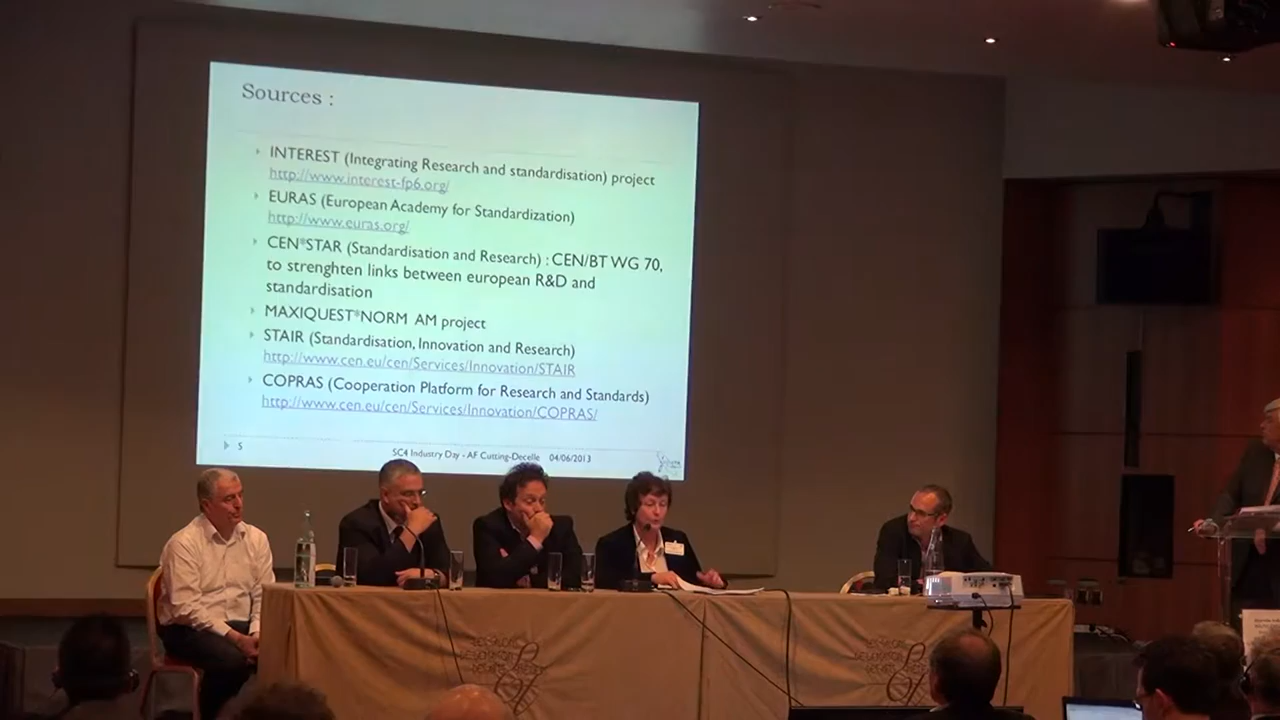 Sources :
INTEREST (Integrating Research and standardisation) project
http://www.interest-fp6.org/
EURAS (European Academy for Standardization)
http://www.euras.org/
CEN*STAR (Standardisation and Research) : CEN/BT WG 70,
to strenghten links between european R&D and
standardisation
MAXIQUEST*NORM AM project
STAIR (Standardisation, Innovation and Research)
http://www.cen.eu/cen/Services/Innovation/STAIR
COPRAS (Cooperation Platform for Research and Standards)
http://www.cen.eu/cen/Services/Innovation/COPRAS/
5
SC4 Industry Day - AF Cutting-Decelle 04/06/2013